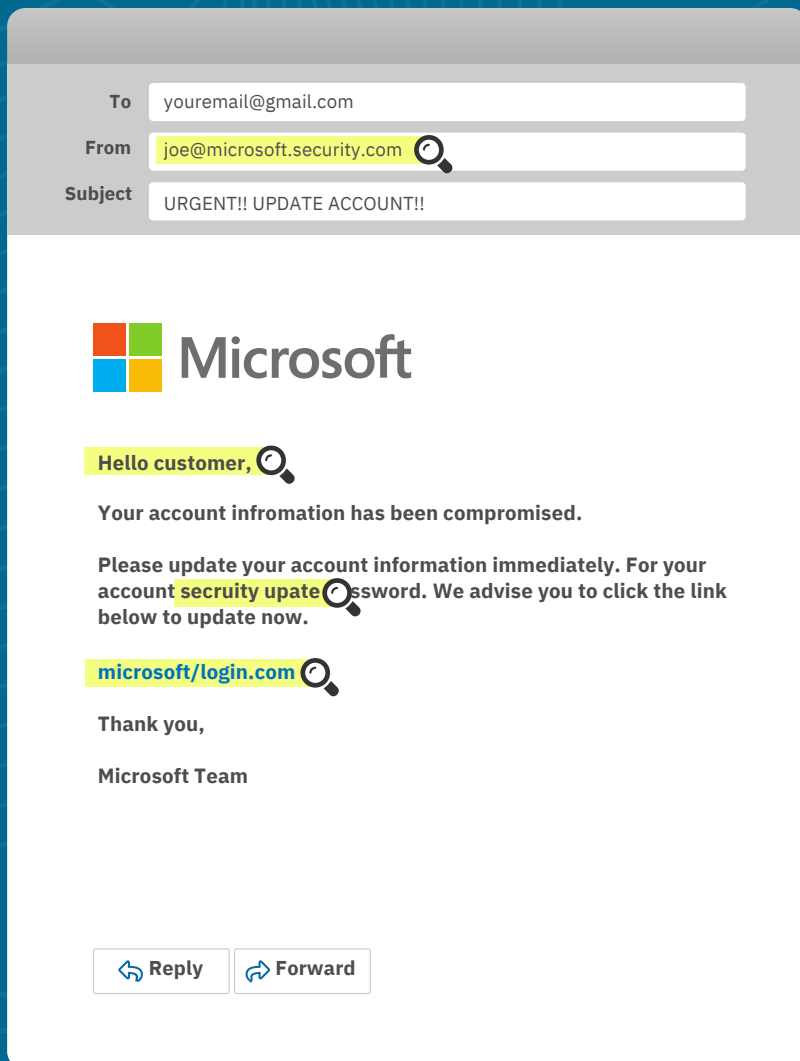 To youremail@gmail.com
From joe@microsoft.security.com
Subject URGENT!! UPDATE ACCOUNT!!
Microsoft
Hello customer,
Your account infromation has been compromised.
Please update your account information immediately. For your
account secruity upate ssword. We advise you to click the link
below to update now.
microsoft/login.com
Thank you,
Microsoft Team
Reply Forward